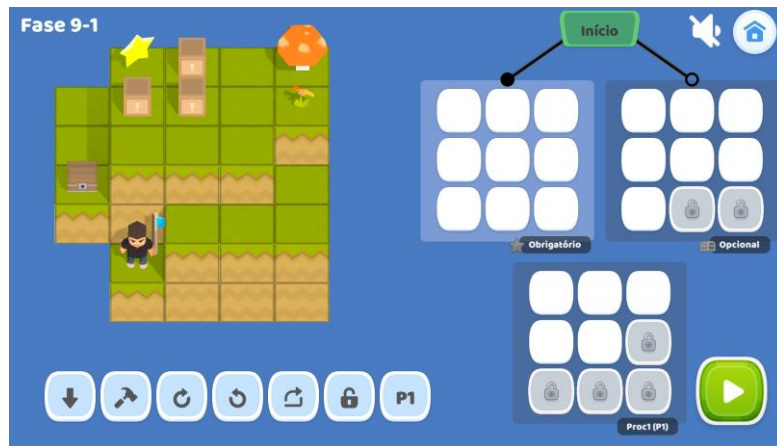 Fase 9-1
Início
Obrigatório
Opcional
P1
Proc1 (P1)